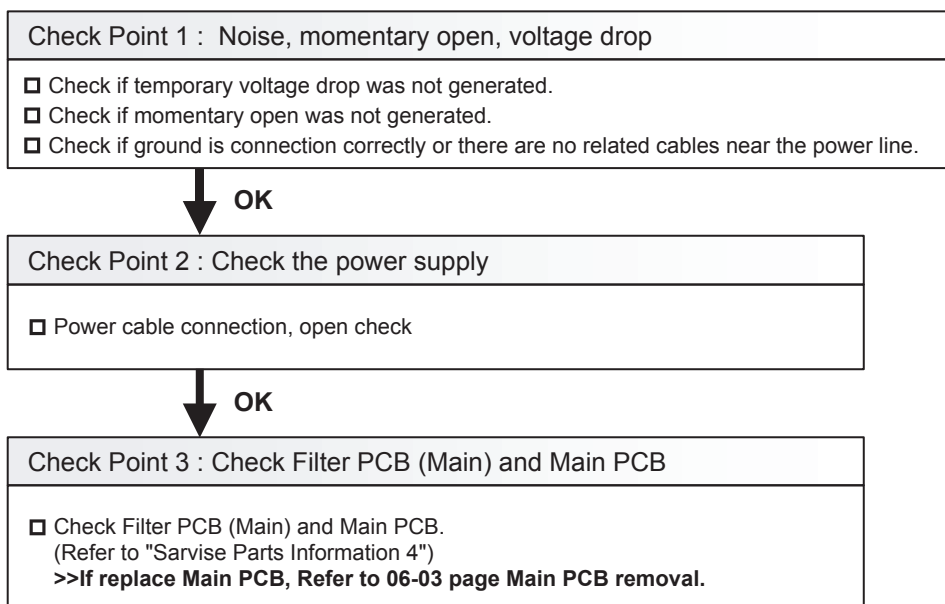 Check Point 1 :  Noise, momentary open, voltage drop
Check if temporary voltage drop was not generated.
Check if momentary open was not generated.
Check if ground is connection correctly or there are no related cables near the power line.
OK
Check Point 2 : Check the power supply
Power cable connection, open check
OK
Check Point 3 : Check Filter PCB (Main) and Main PCB
Check Filter PCB (Main) and Main PCB.
(Refer to "Sarvise Parts Information 4")
>>If replace Main PCB, Refer to 06-03 page Main PCB removal.